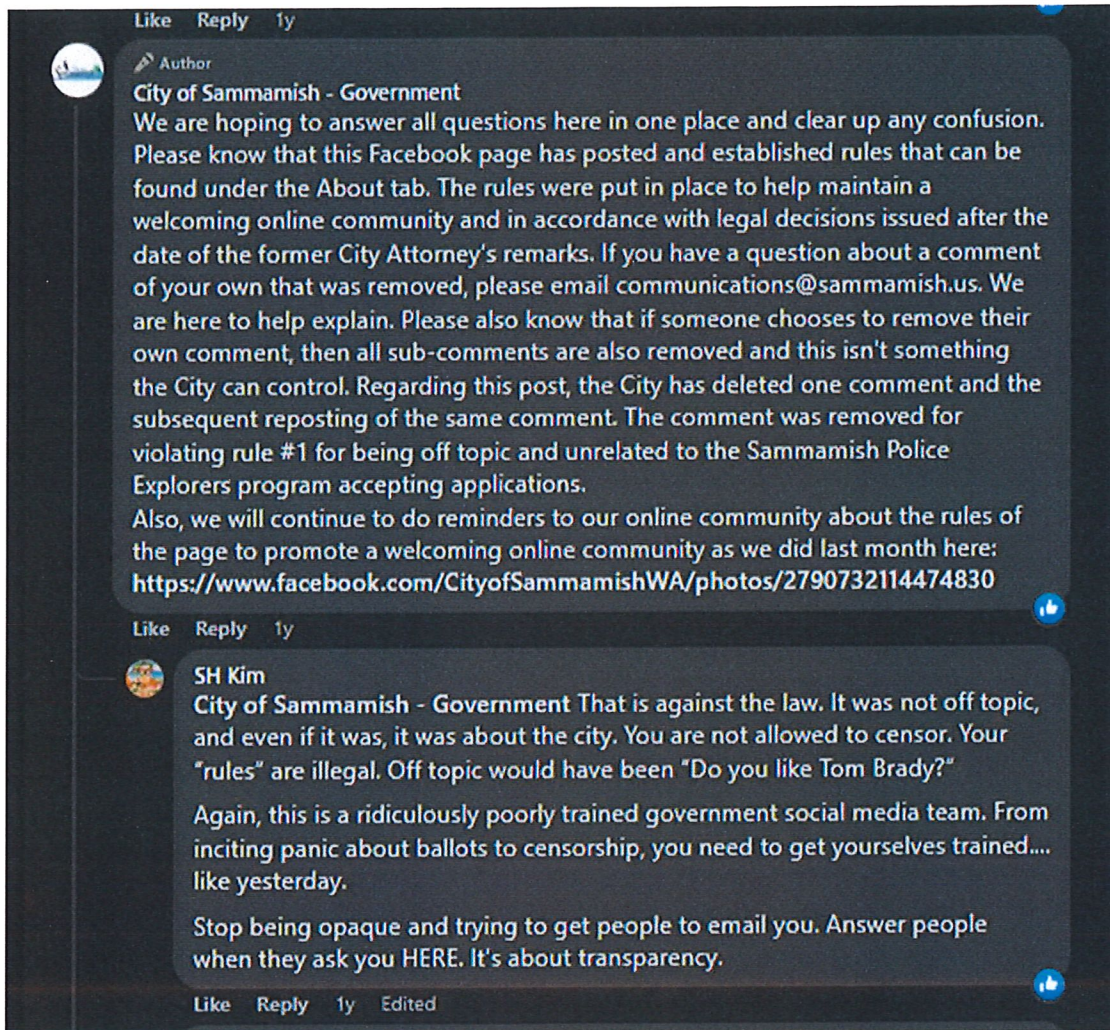 Like Reply 1y
Author
City of Sammamish - Government
We are hoping to answer all questions here in one place and clear up any confusion.
Please know that this Facebook page has posted and established rules that can be
found under the About tab. The rules were put in place to help maintain a
welcoming online community and in accordance with legal decisions issued after the
date of the former City Attorney's remarks. If you have a question about a comment
of your own that was removed, please email communications@sammamish.us. We
are here to help explain. Please also know that if someone chooses to remove their
own comment, then all sub-comments are also removed and this isn't something
the City can control. Regarding this post, the City has deleted one comment and the
subsequent reposting of the same comment. The comment was removed for
violating rule #1 for being off topic and unrelated to the Sammamish Police
Explorers program accepting applications.
Also, we will continue to do reminders to our online community about the rules of
the page to promote a welcoming online community as we did last month here:
https://www.facebook.com/CityofSammamishWA/photos/2790732114474830
Like Reply 1y
SH Kim
City of Sammamish - Government That is against the law. It was not off topic,
and even if it was, it was about the city. You are not allowed to censor. Your
"rules" are illegal. Off topic would have been "Do you like Tom Brady?"
Again, this is a ridiculously poorly trained government social media team. From
inciting panic about ballots to censorship, you need to get yourselves trained....
like yesterday.
Stop being opaque and trying to get people to email you. Answer people
when they ask you HERE. It's about transparency.
Like Reply 1y Edited